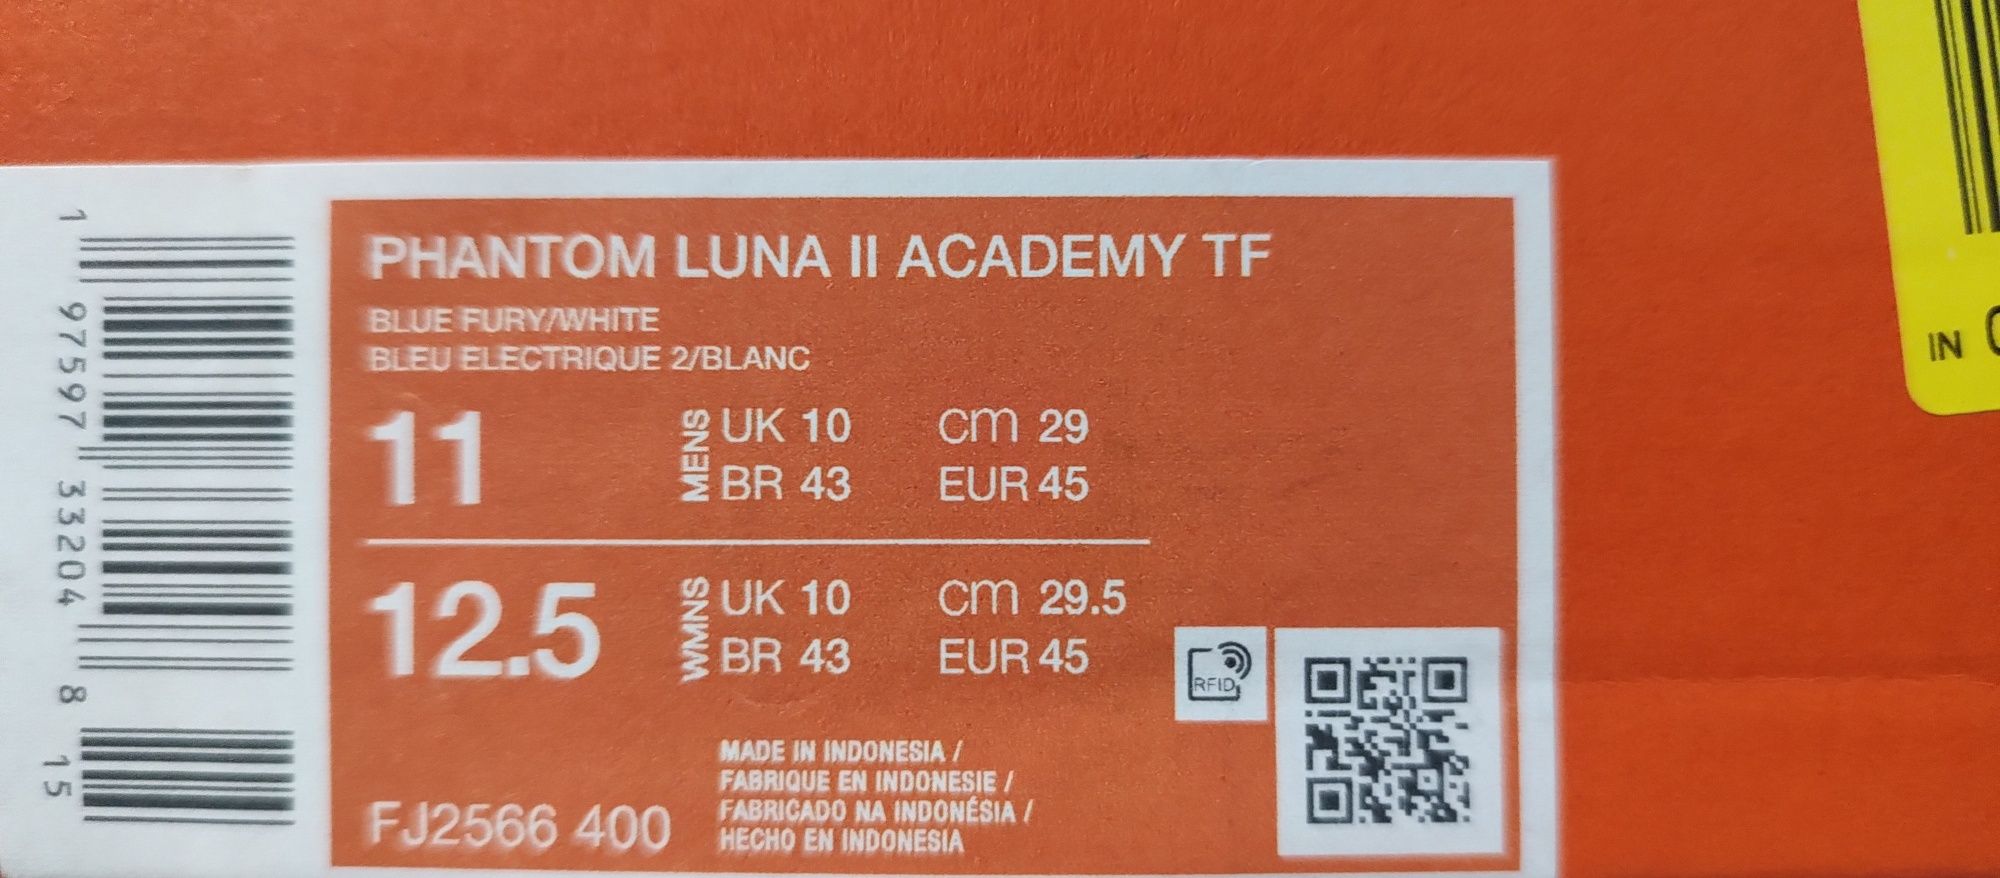 1 97597 33204 8 15
PHANTOM LUNA II ACADEMY TF
BLUE FURY/WHITE
BLEU ELECTRIQUE 2/BLANC
11 MENS UK 10 cm 29
BR 43 EUR 45
12.5 WMNS UK 10 cm 29.5
BR 43 EUR 45
RFID
MADE IN INDONESIA /
FABRIQUE EN INDONESIE /
FABRICADO NA INDONÉSIA /
HECHO EN INDONESIA
FJ2566 400
IN